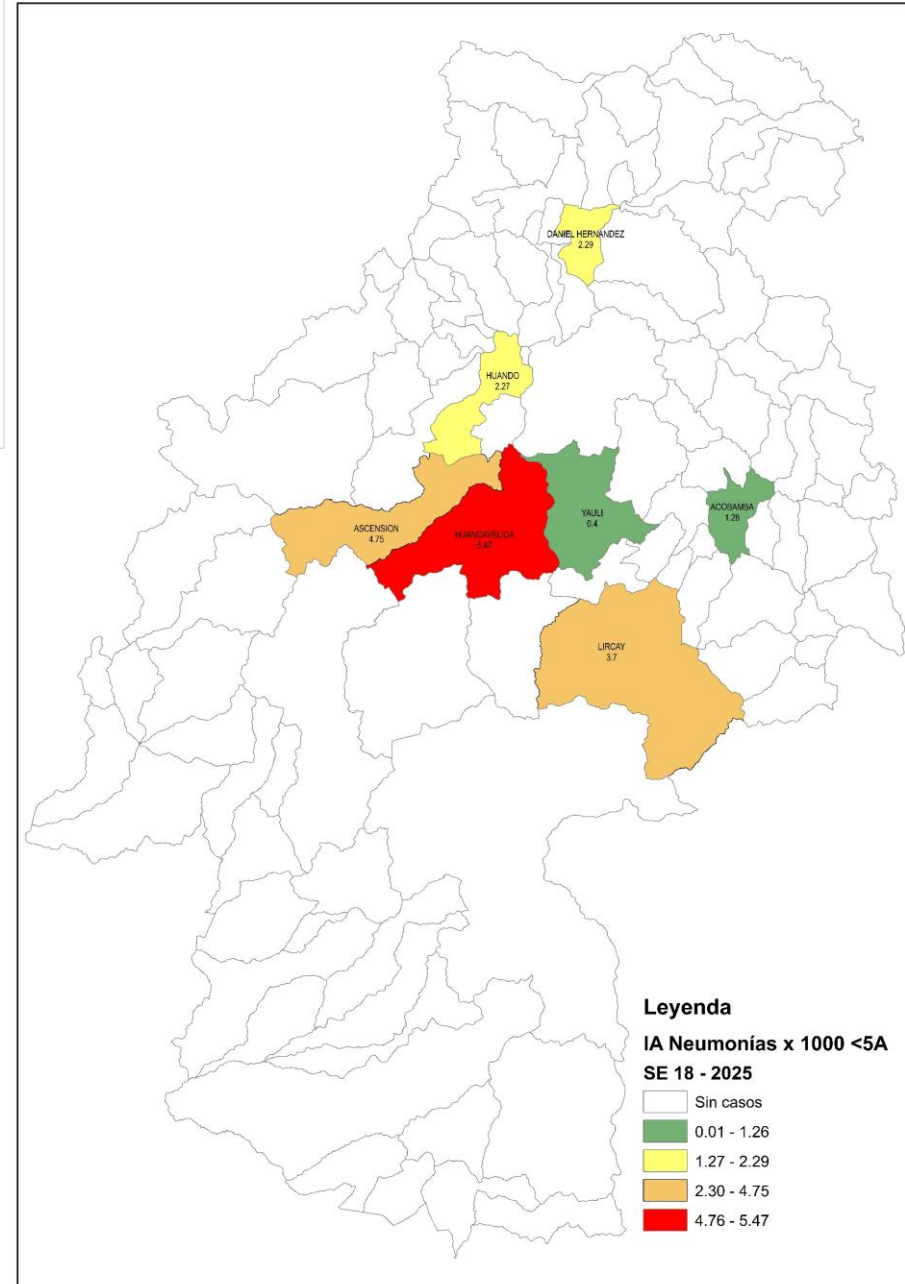 DANIEL HERNANDEZ
2.29
HUANDO
2.27
ASCENSION
4.75
HUANCAVELICA
5.47
YAULI
0.4
ACOBAMBA
1.26
LIRCAY
3.7
Leyenda
IA Neumonías x 1000 <5A
SE 18 - 2025
Sin casos
0.01 - 1.26
1.27 - 2.29
2.30 - 4.75
4.76 - 5.47